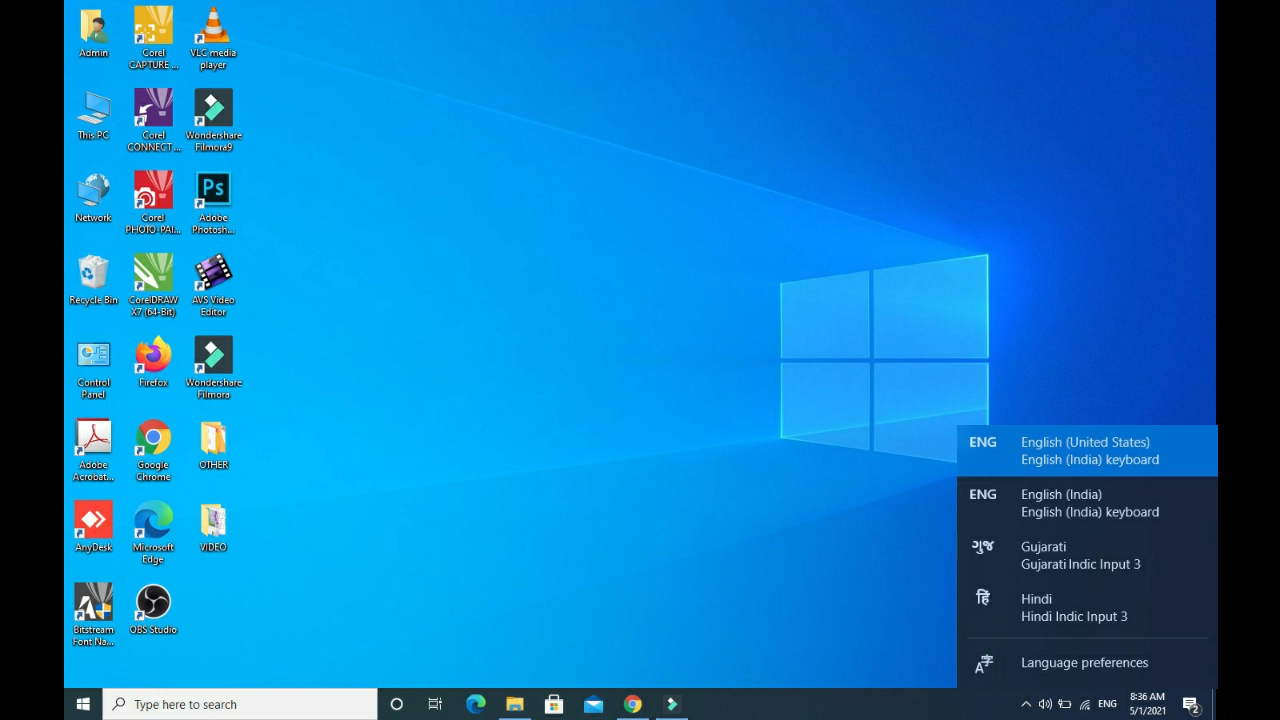 Admin
Corel
CAPTURE ...
VLC media
player
This PC
Corel
CONNECT ...
Wondershare
Filmora9
Network
Corel
PHOTO-PAI...
Ps
Adobe
Photosh...
Recycle Bin
CorelDRAW
X7 (64-Bit)
AVS Video
Editor
Control
Panel
Firefox
Wondershare
Filmora
Adobe
Acrobat...
Google
Chrome
OTHER
AnyDesk
Microsoft
Edge
VIDEO
Bitstream
Font Na...
OBS Studio
ENG English (United States)
English (India) keyboard
ENG English (India)
English (India) keyboard
ગુજ Gujarati
Gujarati Indic Input 3
हिं Hindi
Hindi Indic Input 3
A字 Language preferences
Type here to search
ENG
8:36 AM
5/1/2021
2